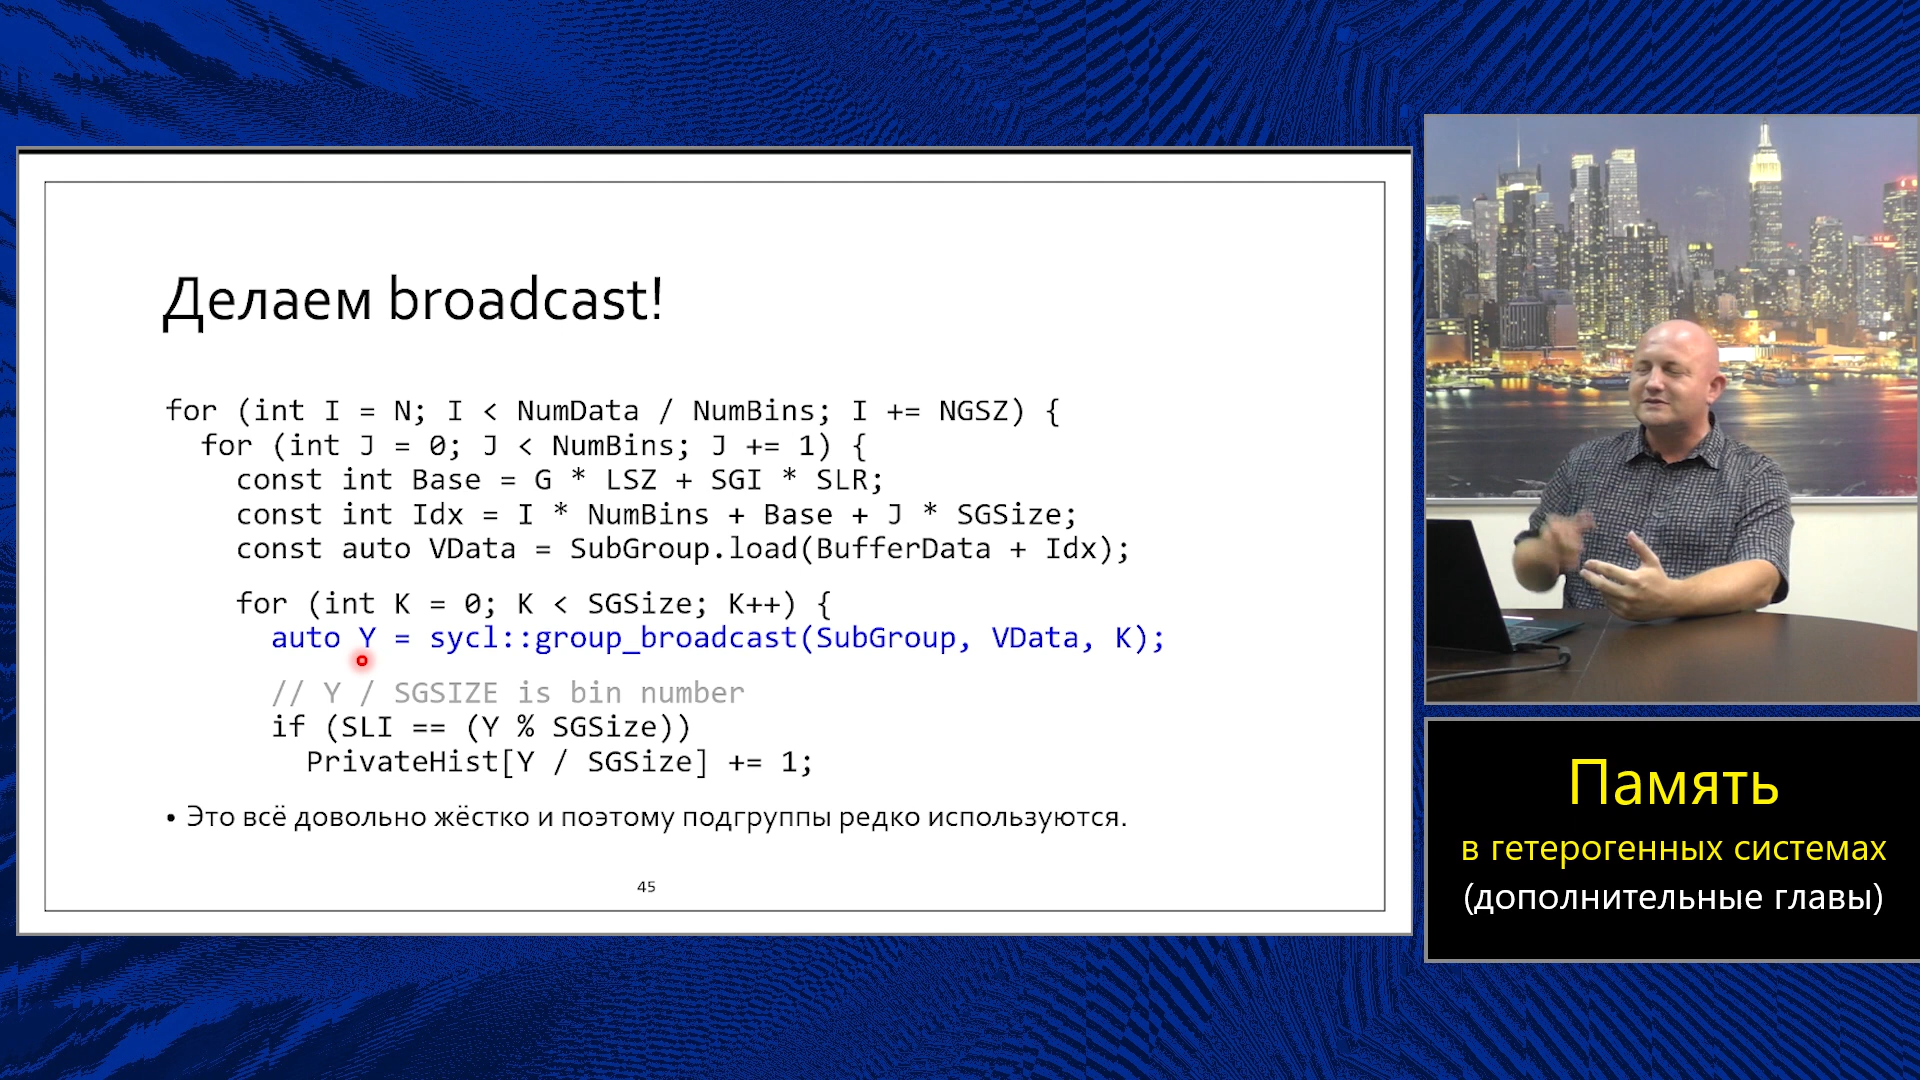 Делаем broadcast!
for (int I = N; I < NumData / NumBins; I += NGSZ) {
for (int J = 0; J < NumBins; J += 1) {
const int Base = G * LSZ + SGI * SLR;
const int Idx = I * NumBins + Base + J * SGSize;
const auto VData = SubGroup.load(BufferData + Idx);
for (int K = 0; K < SGSize; K++) {
auto Y = sycl::group_broadcast(SubGroup, VData, K);
// Y / SGSIZE is bin number
if (SLI == (Y % SGSize))
PrivateHist[Y / SGSize] += 1;
• Это всё довольно жёстко и поэтому подгруппы редко используются.
45
Память
в гетерогенных системах
(дополнительные главы)